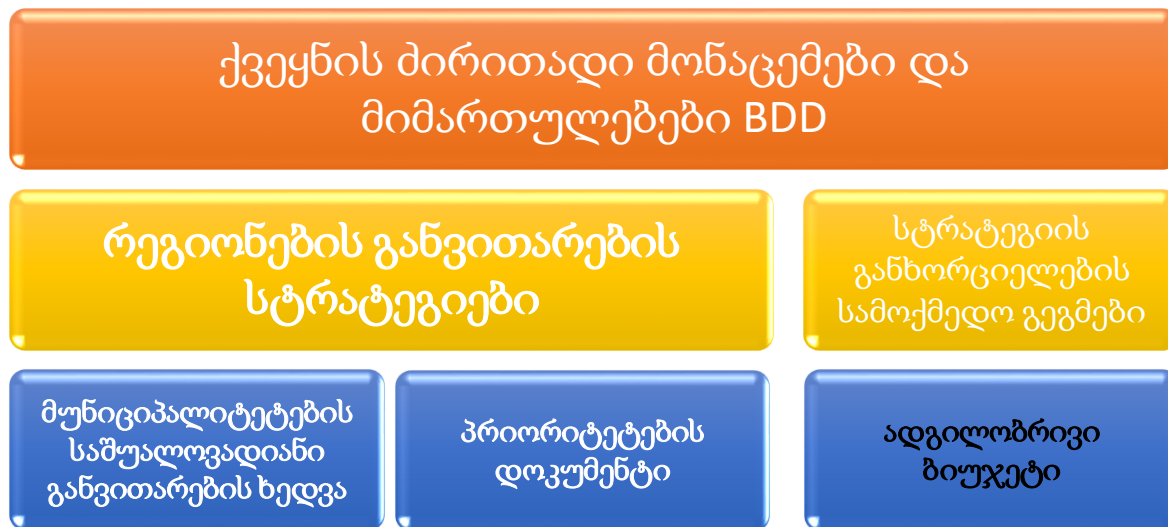 ქვეყნის ძირითადი მონაცემები და
მიმართულებები BDD
რეგიონების განვითარების
სტრატეგიები
სტრატეგიის
განხორციელების
სამოქმედო გეგმები
მუნიციპალიტეტების
საშუალოვადიანი
განვითარების ხედვა
პრიორიტეტების
დოკუმენტი
ადგილობრივი
ბიუჯეტი